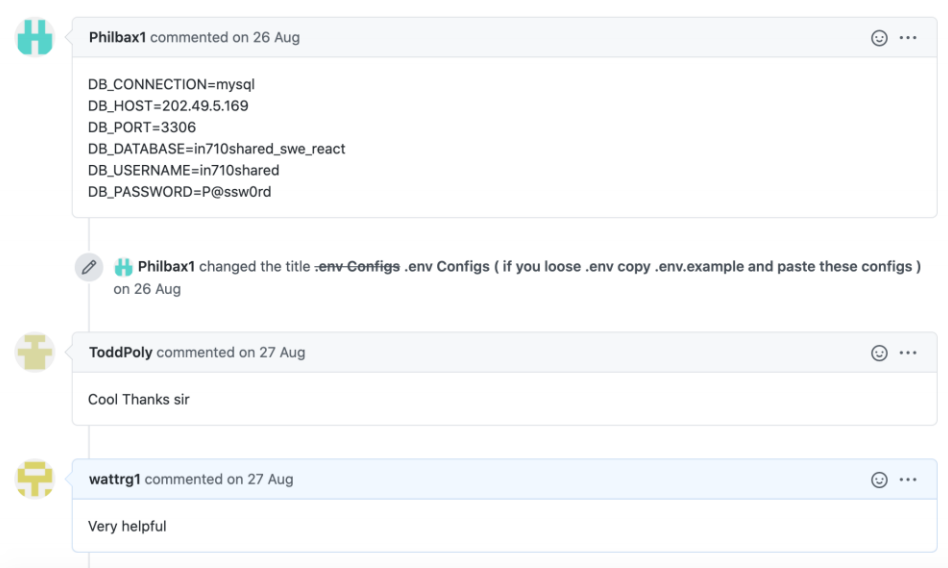 Philbax1 commented on 26 Aug
DB_CONNECTION=mysql
DB_HOST=202.49.5.169
DB_PORT=3306
DB_DATABASE=in710shared_swe_react
DB_USERNAME=in710shared
DB_PASSWORD=P@ssw0rd
Philbax1 changed the title .env Configs .env Configs ( if you loose .env copy .env.example and paste these configs )
on 26 Aug
ToddPoly commented on 27 Aug
Cool Thanks sir
wattrg1 commented on 27 Aug
Very helpful